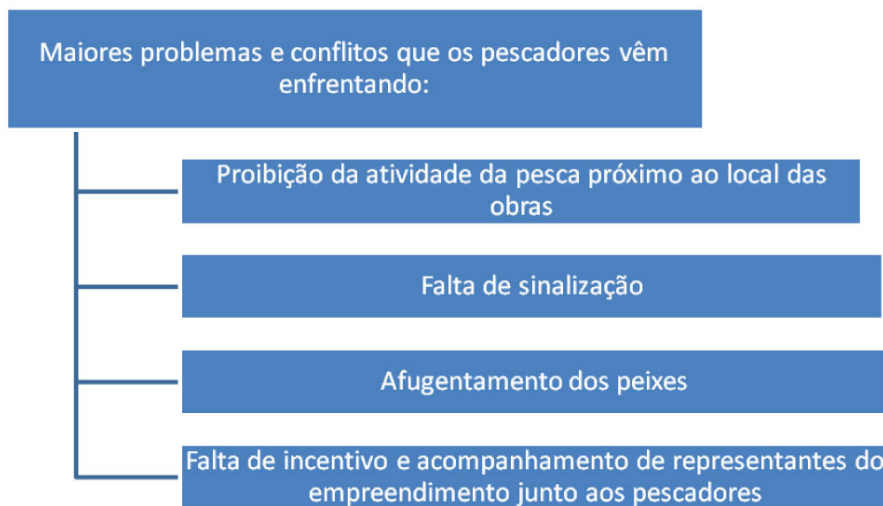 Maiores problemas e conflitos que os pescadores vêm
enfrentando:
Proibição da atividade da pesca próximo ao local das
obras
Falta de sinalização
Afugentamento dos peixes
Falta de incentivo e acompanhamento de representantes do
empreendimento junto aos pescadores